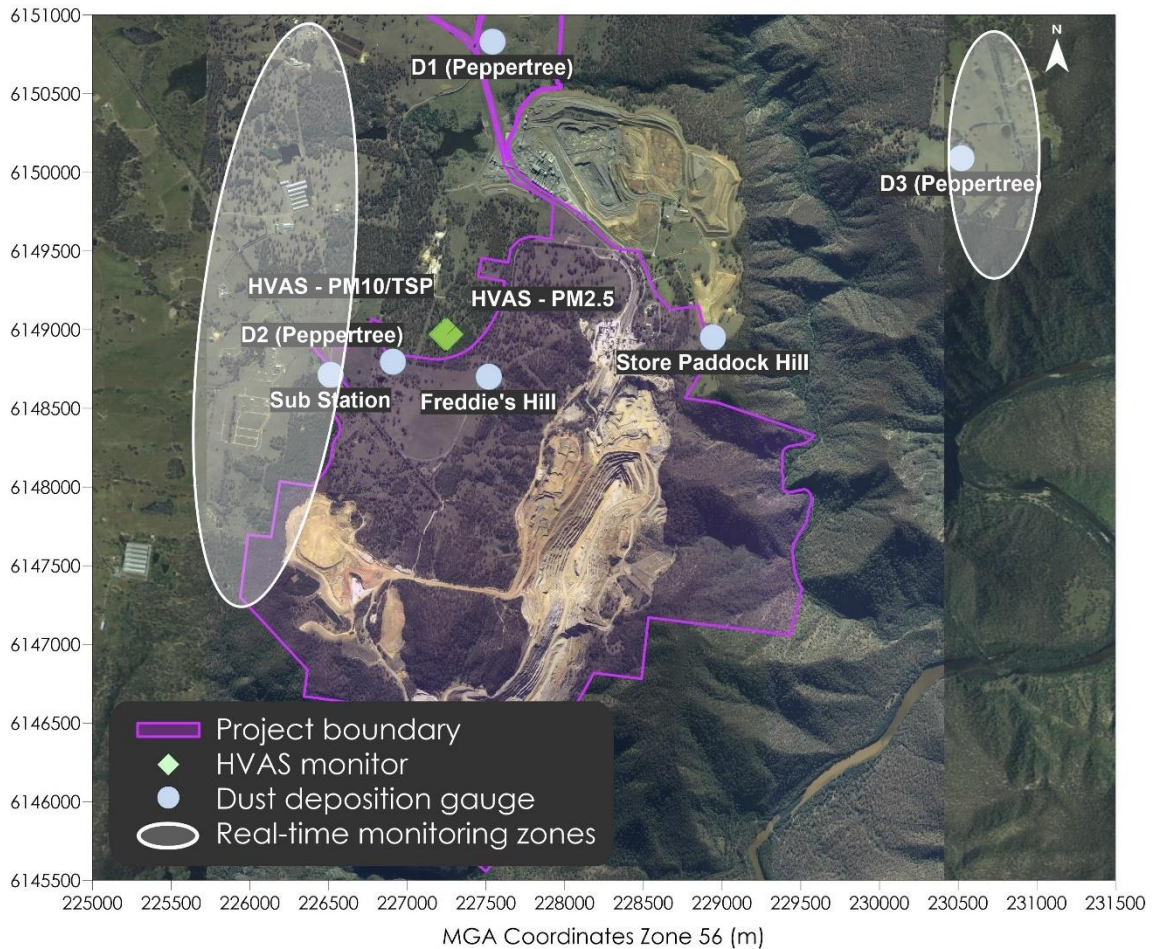 6151000
6150500
6150000
6149500
6149000
6148500
6148000
6147500
6147000
6146500
6146000
6145500
N
D1 (Peppertree)
D3 (Peppertree)
HVAS - PM10/TSP
HVAS - PM2.5
D2 (Peppertree)
Store Paddock Hill
Sub Station
Freddie's Hill
Project boundary
HVAS monitor
Dust deposition gauge
Real-time monitoring zones
225000 225500 226000 226500 227000 227500 228000 228500 229000 229500 230000 230500 231000 231500
MGA Coordinates Zone 56 (m)